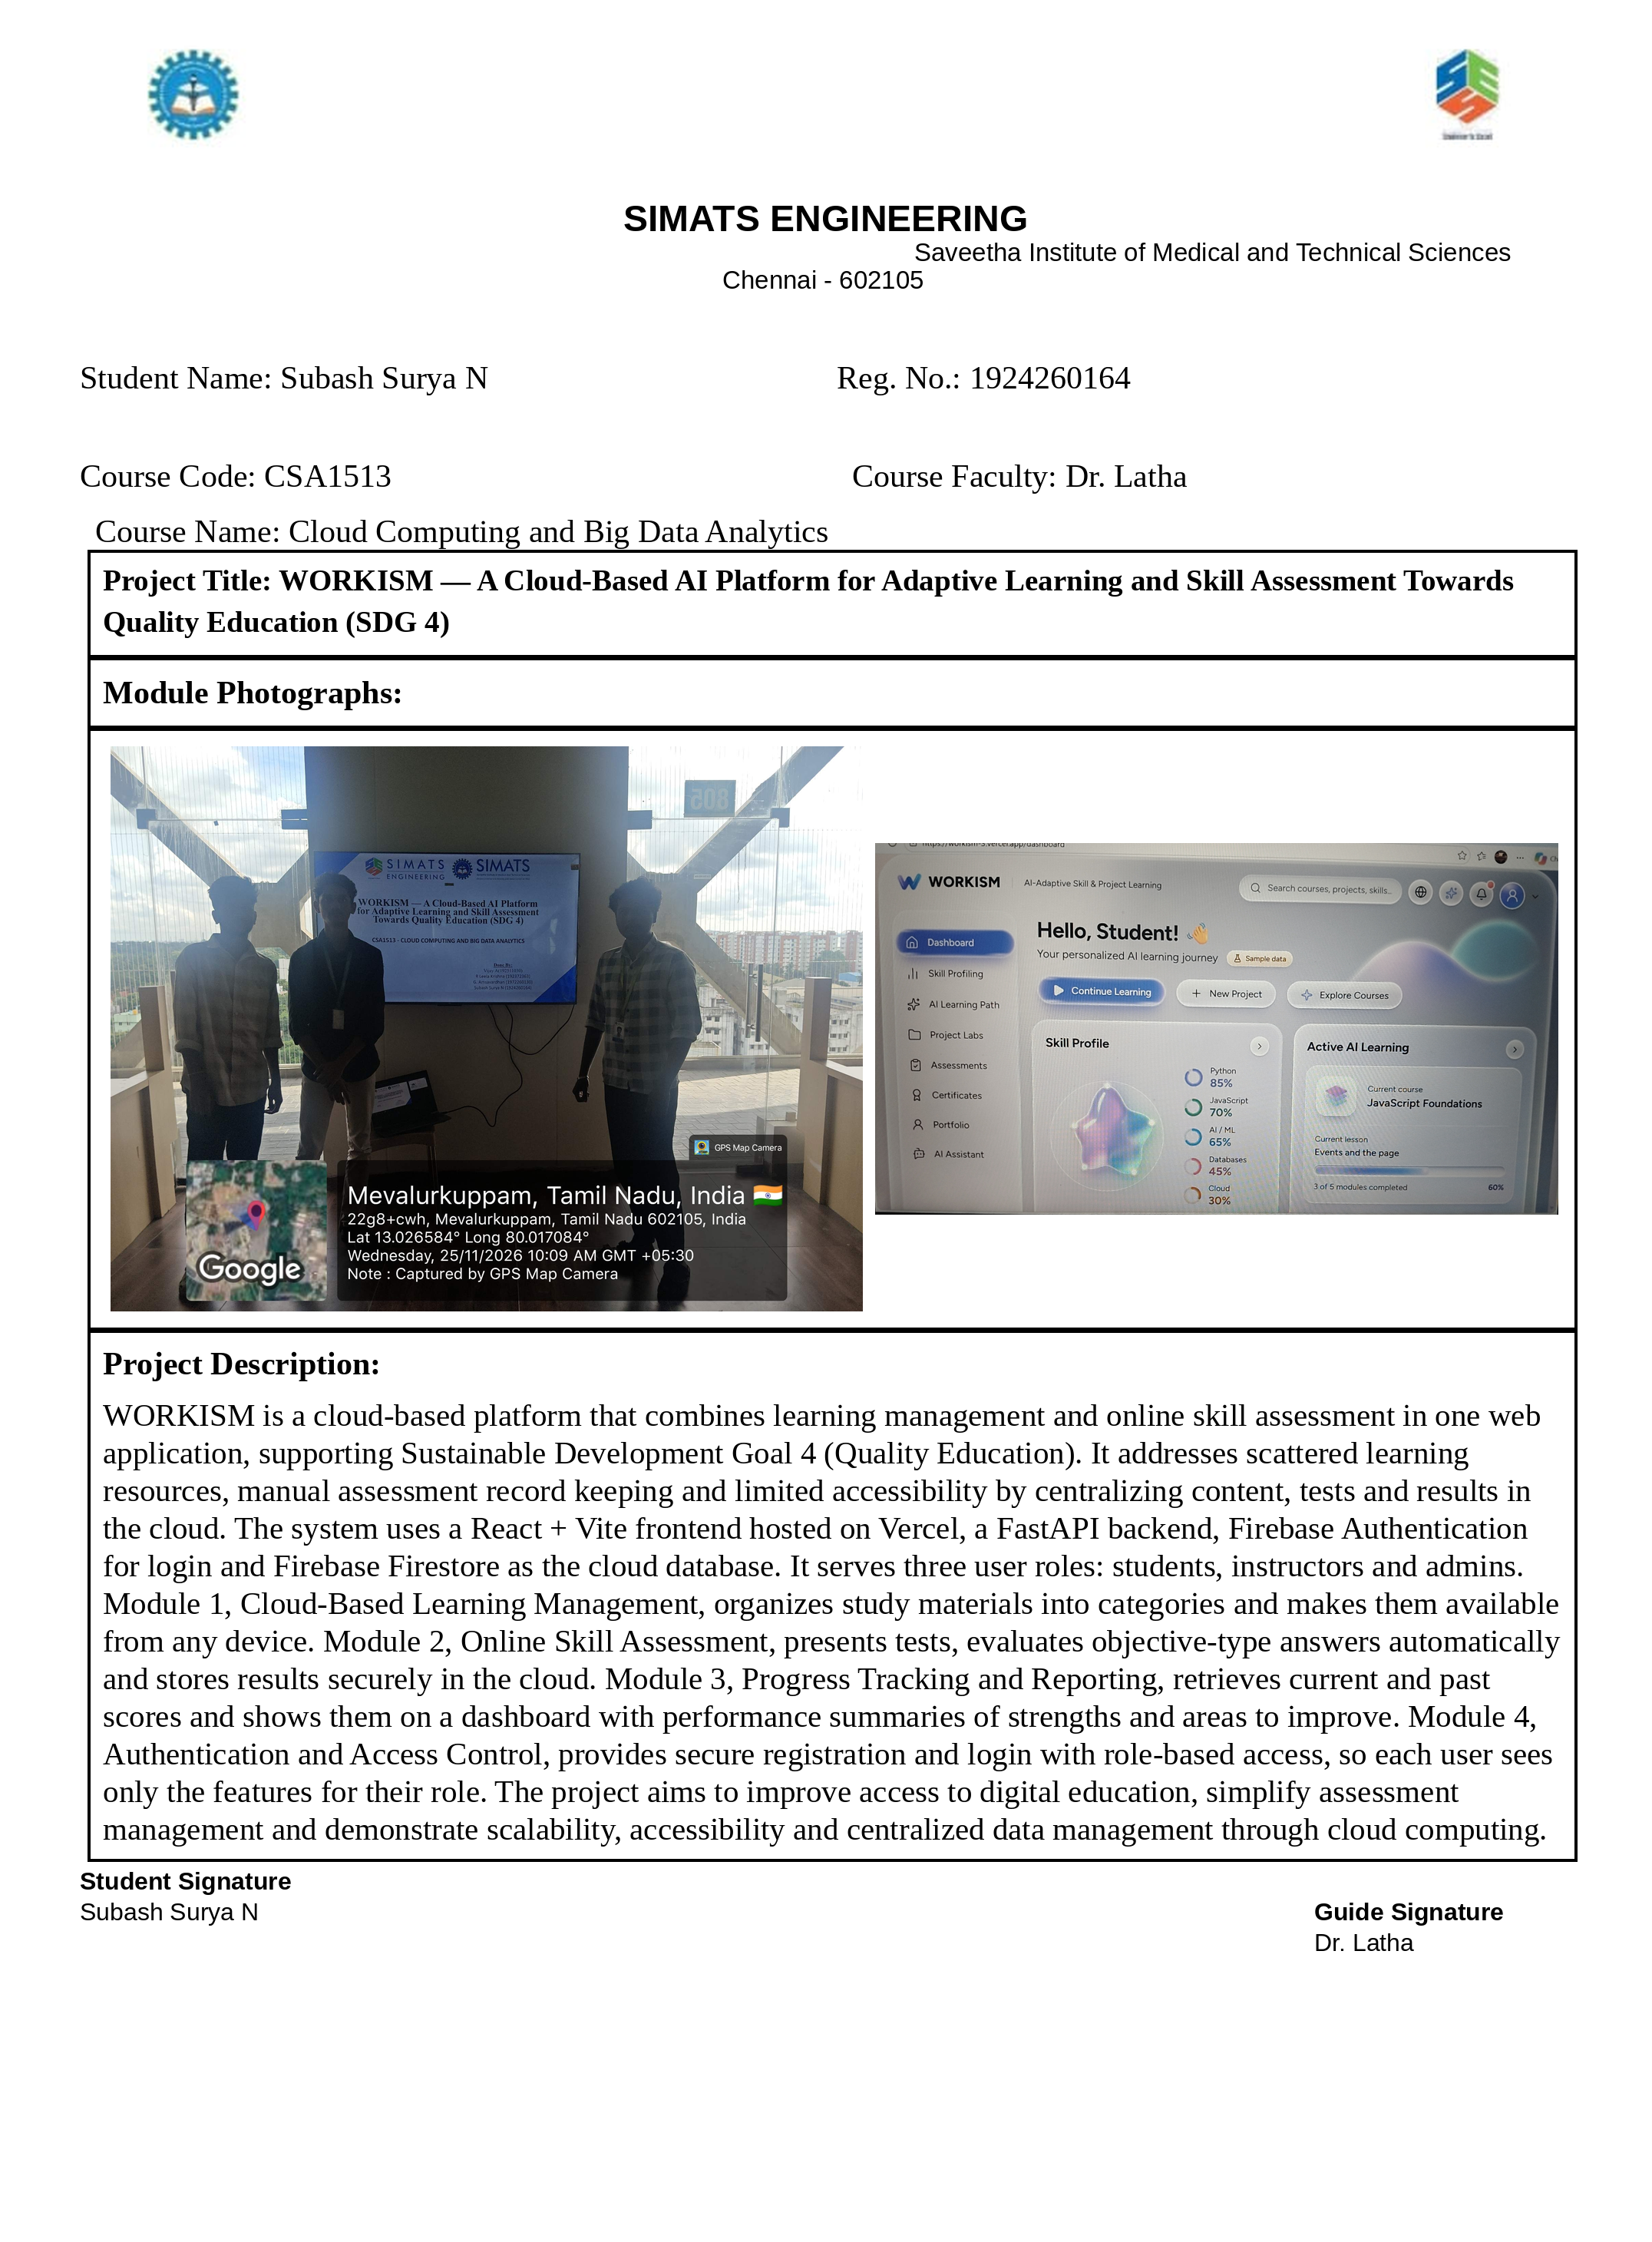 SIMATS ENGINEERING
Saveetha Institute of Medical and Technical Sciences
Chennai - 602105
Student Name: Subash Surya N
Reg. No.: 1924260164
Course Code: CSA1513
Course Faculty: Dr. Latha
Course Name: Cloud Computing and Big Data Analytics
Project Title: WORKISM — A Cloud-Based AI Platform for Adaptive Learning and Skill Assessment Towards
Quality Education (SDG 4)
Module Photographs:
805
SIMATS
ENGINEERING
SIMATS
WORKISM — A Cloud-Based AI Platform
for Adaptive Learning and Skill Assessment
Towards Quality Education (SDG 4)
CSA1513 - CLOUD COMPUTING AND BIG DATA ANALYTICS
GPS Map Camera
Google
Mevalurkuppam, Tamil Nadu, India 🇮🇳
22g8+cwh, Mevalurkuppam, Tamil Nadu 602105, India
Lat 13.026584° Long 80.017084°
Wednesday, 25/11/2026 10:09 AM GMT +05:30
Note : Captured by GPS Map Camera
https://workism-3.vercel.app/dashboard
WORKISM
AI-Adaptive Skill & Project Learning
Search courses, projects, skills...
Dashboard
Skill Profiling
AI Learning Path
Project Labs
Assessments
Certificates
Portfolio
AI Assistant
Hello, Student! 👋
Your personalized AI learning journey
Sample data
Continue Learning
New Project
Explore Courses
Skill Profile
Python
85%
JavaScript
70%
AI / ML
65%
Databases
45%
Cloud
30%
Active AI Learning
Current course
JavaScript Foundations
Current lesson
Events and the page
3 of 5 modules completed
60%
Project Description:
WORKISM is a cloud-based platform that combines learning management and online skill assessment in one web
application, supporting Sustainable Development Goal 4 (Quality Education). It addresses scattered learning
resources, manual assessment record keeping and limited accessibility by centralizing content, tests and results in
the cloud. The system uses a React + Vite frontend hosted on Vercel, a FastAPI backend, Firebase Authentication
for login and Firebase Firestore as the cloud database. It serves three user roles: students, instructors and admins.
Module 1, Cloud-Based Learning Management, organizes study materials into categories and makes them available
from any device. Module 2, Online Skill Assessment, presents tests, evaluates objective-type answers automatically
and stores results securely in the cloud. Module 3, Progress Tracking and Reporting, retrieves current and past
scores and shows them on a dashboard with performance summaries of strengths and areas to improve. Module 4,
Authentication and Access Control, provides secure registration and login with role-based access, so each user sees
only the features for their role. The project aims to improve access to digital education, simplify assessment
management and demonstrate scalability, accessibility and centralized data management through cloud computing.
Student Signature
Subash Surya N
Guide Signature
Dr. Latha